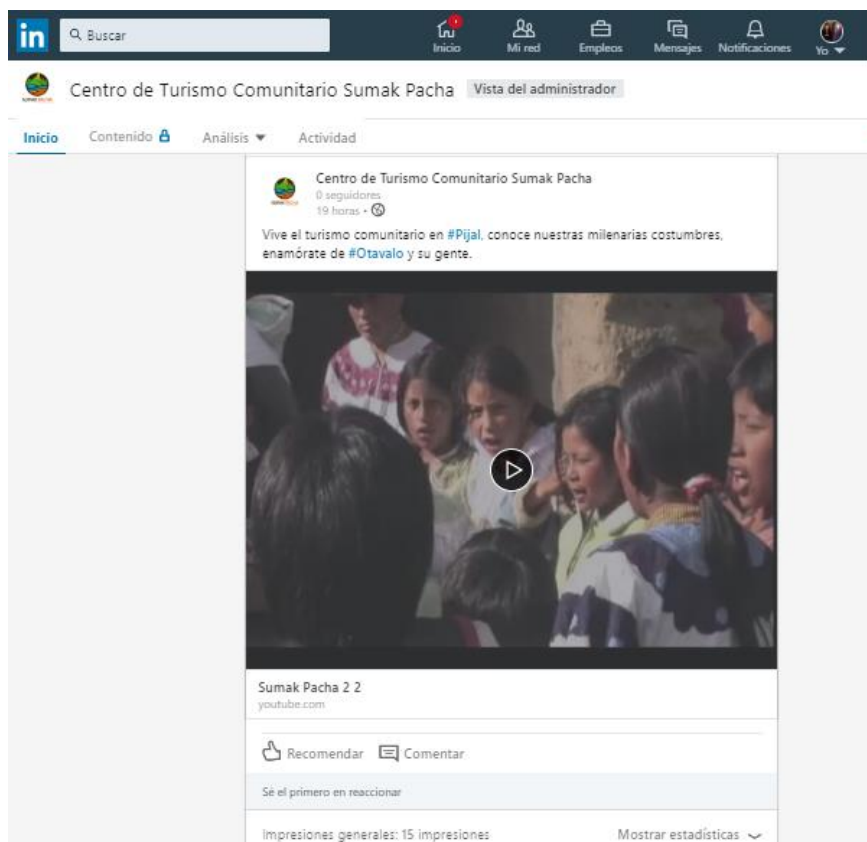 in
Buscar
Inicio
Mi red
Empleos
Mensajes
Notificaciones
Yo
Centro de Turismo Comunitario Sumak Pacha
Vista del administrador
Inicio
Contenido
Análisis
Actividad
Centro de Turismo Comunitario Sumak Pacha
0 seguidores
19 horas •
Vive el turismo comunitario en #Pijal, conoce nuestras milenarias costumbres,
enamórate de #Otavalo y su gente.
Sumak Pacha 2 2
youtube.com
Recomendar
Comentar
Sé el primero en reaccionar
Impresiones generales: 15 impresiones
Mostrar estadísticas